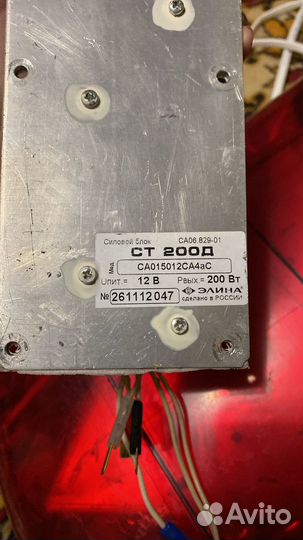 Силовой блок СА06.829-01
СТ 200Д
Мод CA015012CA4aC
Uпит.= 12 В Рвых.= 200 Вт
№ 261112047 ЭЛИНА
сделано в РОССИИ
Avito